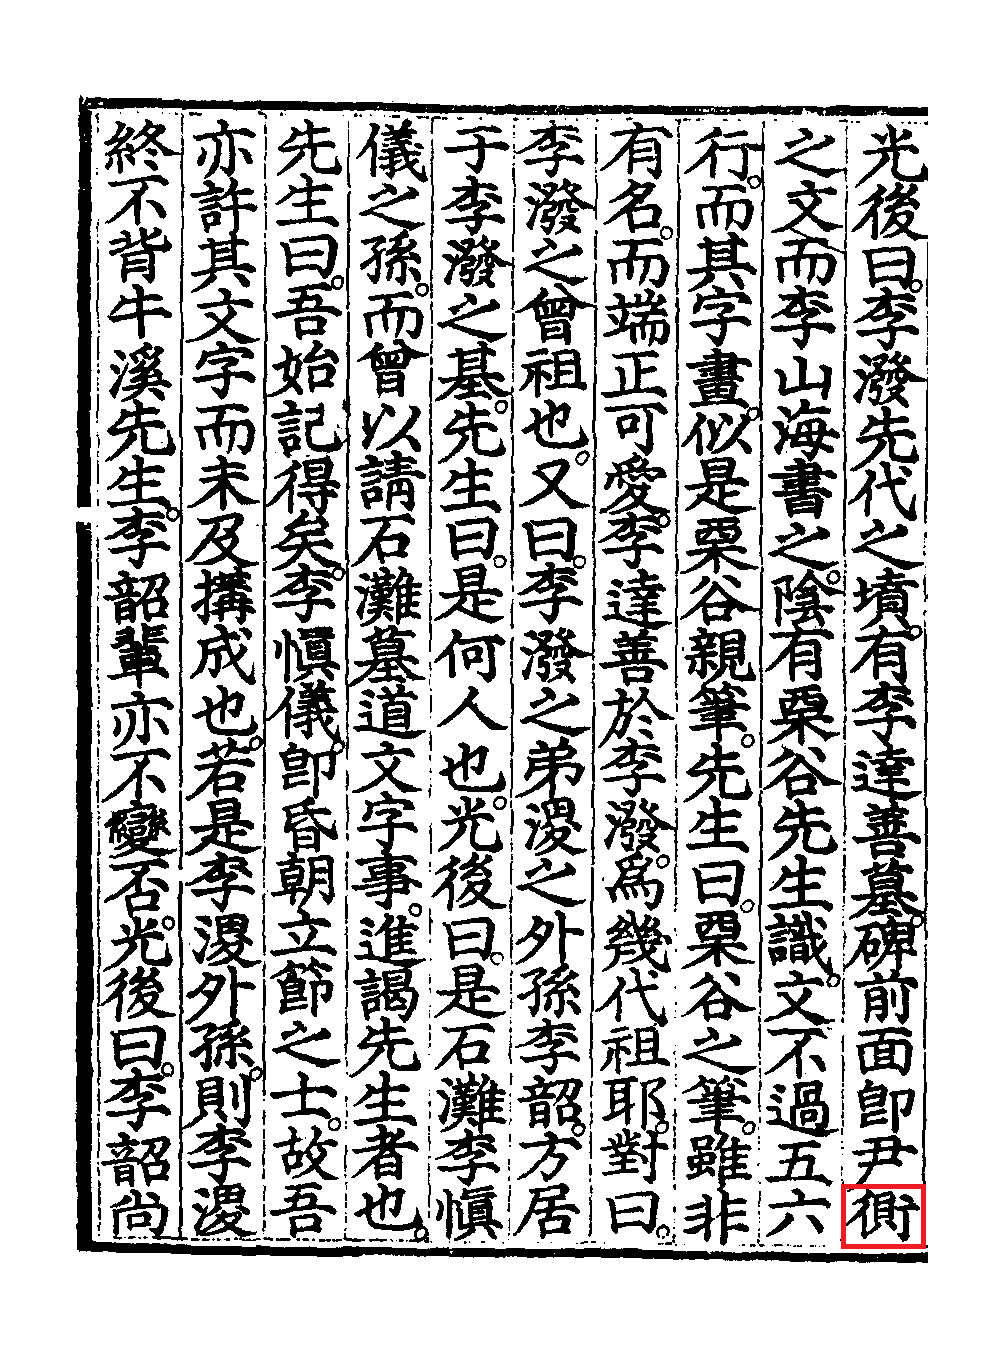 光後曰。李潑先代之墳。有李達善墓。碑前面卽尹
之文而李山海書之。陰有栗谷先生識。文不過五六
行。而其字畫。似是栗谷親筆。先生曰。栗谷之筆。雖非
有名。而端正可愛。李達善於李潑。爲幾代祖耶。對曰。
李潑之曾祖也。又曰。李潑之弟溭之外孫李韶。方居
于李潑之基。先生曰。是何人也。光後曰。是石灘李愼
儀之孫。而曾以請石灘墓道文字事。進謁先生者也。
先生曰。吾始記得矣。李愼儀。卽昏朝立節之士。故吾
亦許其文字而未及搆成也。若是李溭外孫。則李溭
終不背牛溪先生。李韶輩亦不變否。光後曰。李韶尚